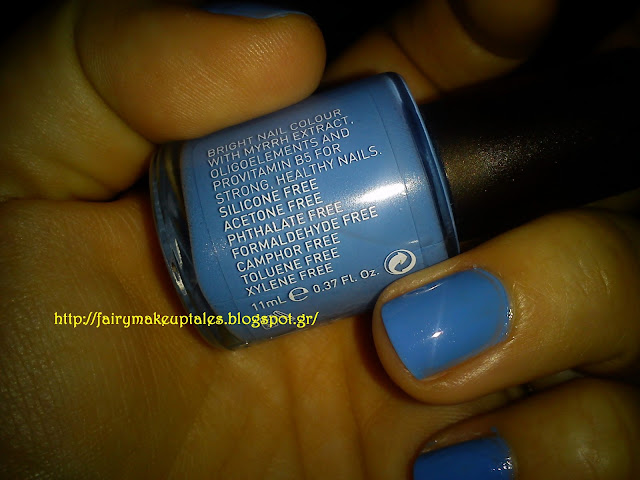 BRIGHT NAIL COLOUR
WITH MYRRH EXTRACT,
OLIGOELEMENTS AND
PROVITAMIN B5 FOR
STRONG, HEALTHY NAILS.
SILICONE FREE
ACETONE FREE
PHTHALATE FREE
FORMALDEHYDE FREE
CAMPHOR FREE
TOLUENE FREE
XYLENE FREE
11mL e 0.37 Fl. Oz.
http://fairymakeuptales.blogspot.gr/